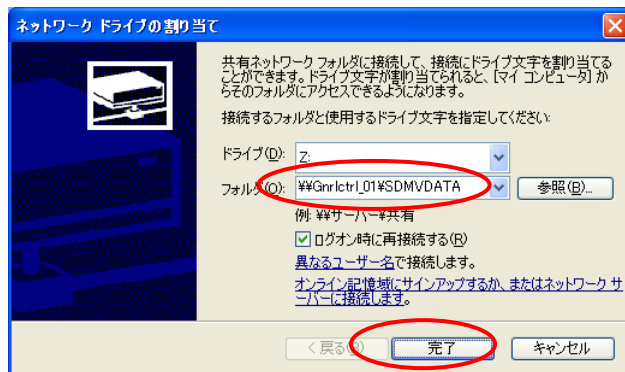 ネットワーク ドライブの割り当て
共有ネットワーク フォルダに接続して、接続にドライブ文字を割り当てる
ことができます。ドライブ文字が割り当てられると、[マイ コンピュータ] か
らそのフォルダにアクセスできるようになります。
接続するフォルダと使用するドライブ文字を指定してください:
ドライブ(D): Z:
フォルダ(O): ¥¥Gnrlctrl_01¥SDMVDATA 参照(B)...
例: ¥¥サーバー¥共有
ログオン時に再接続する(R)
異なるユーザー名で接続します。
オンライン記憶域にサインアップするか、またはネットワーク サ
ーバーに接続します。
< 戻る(B) 完了 キャンセル